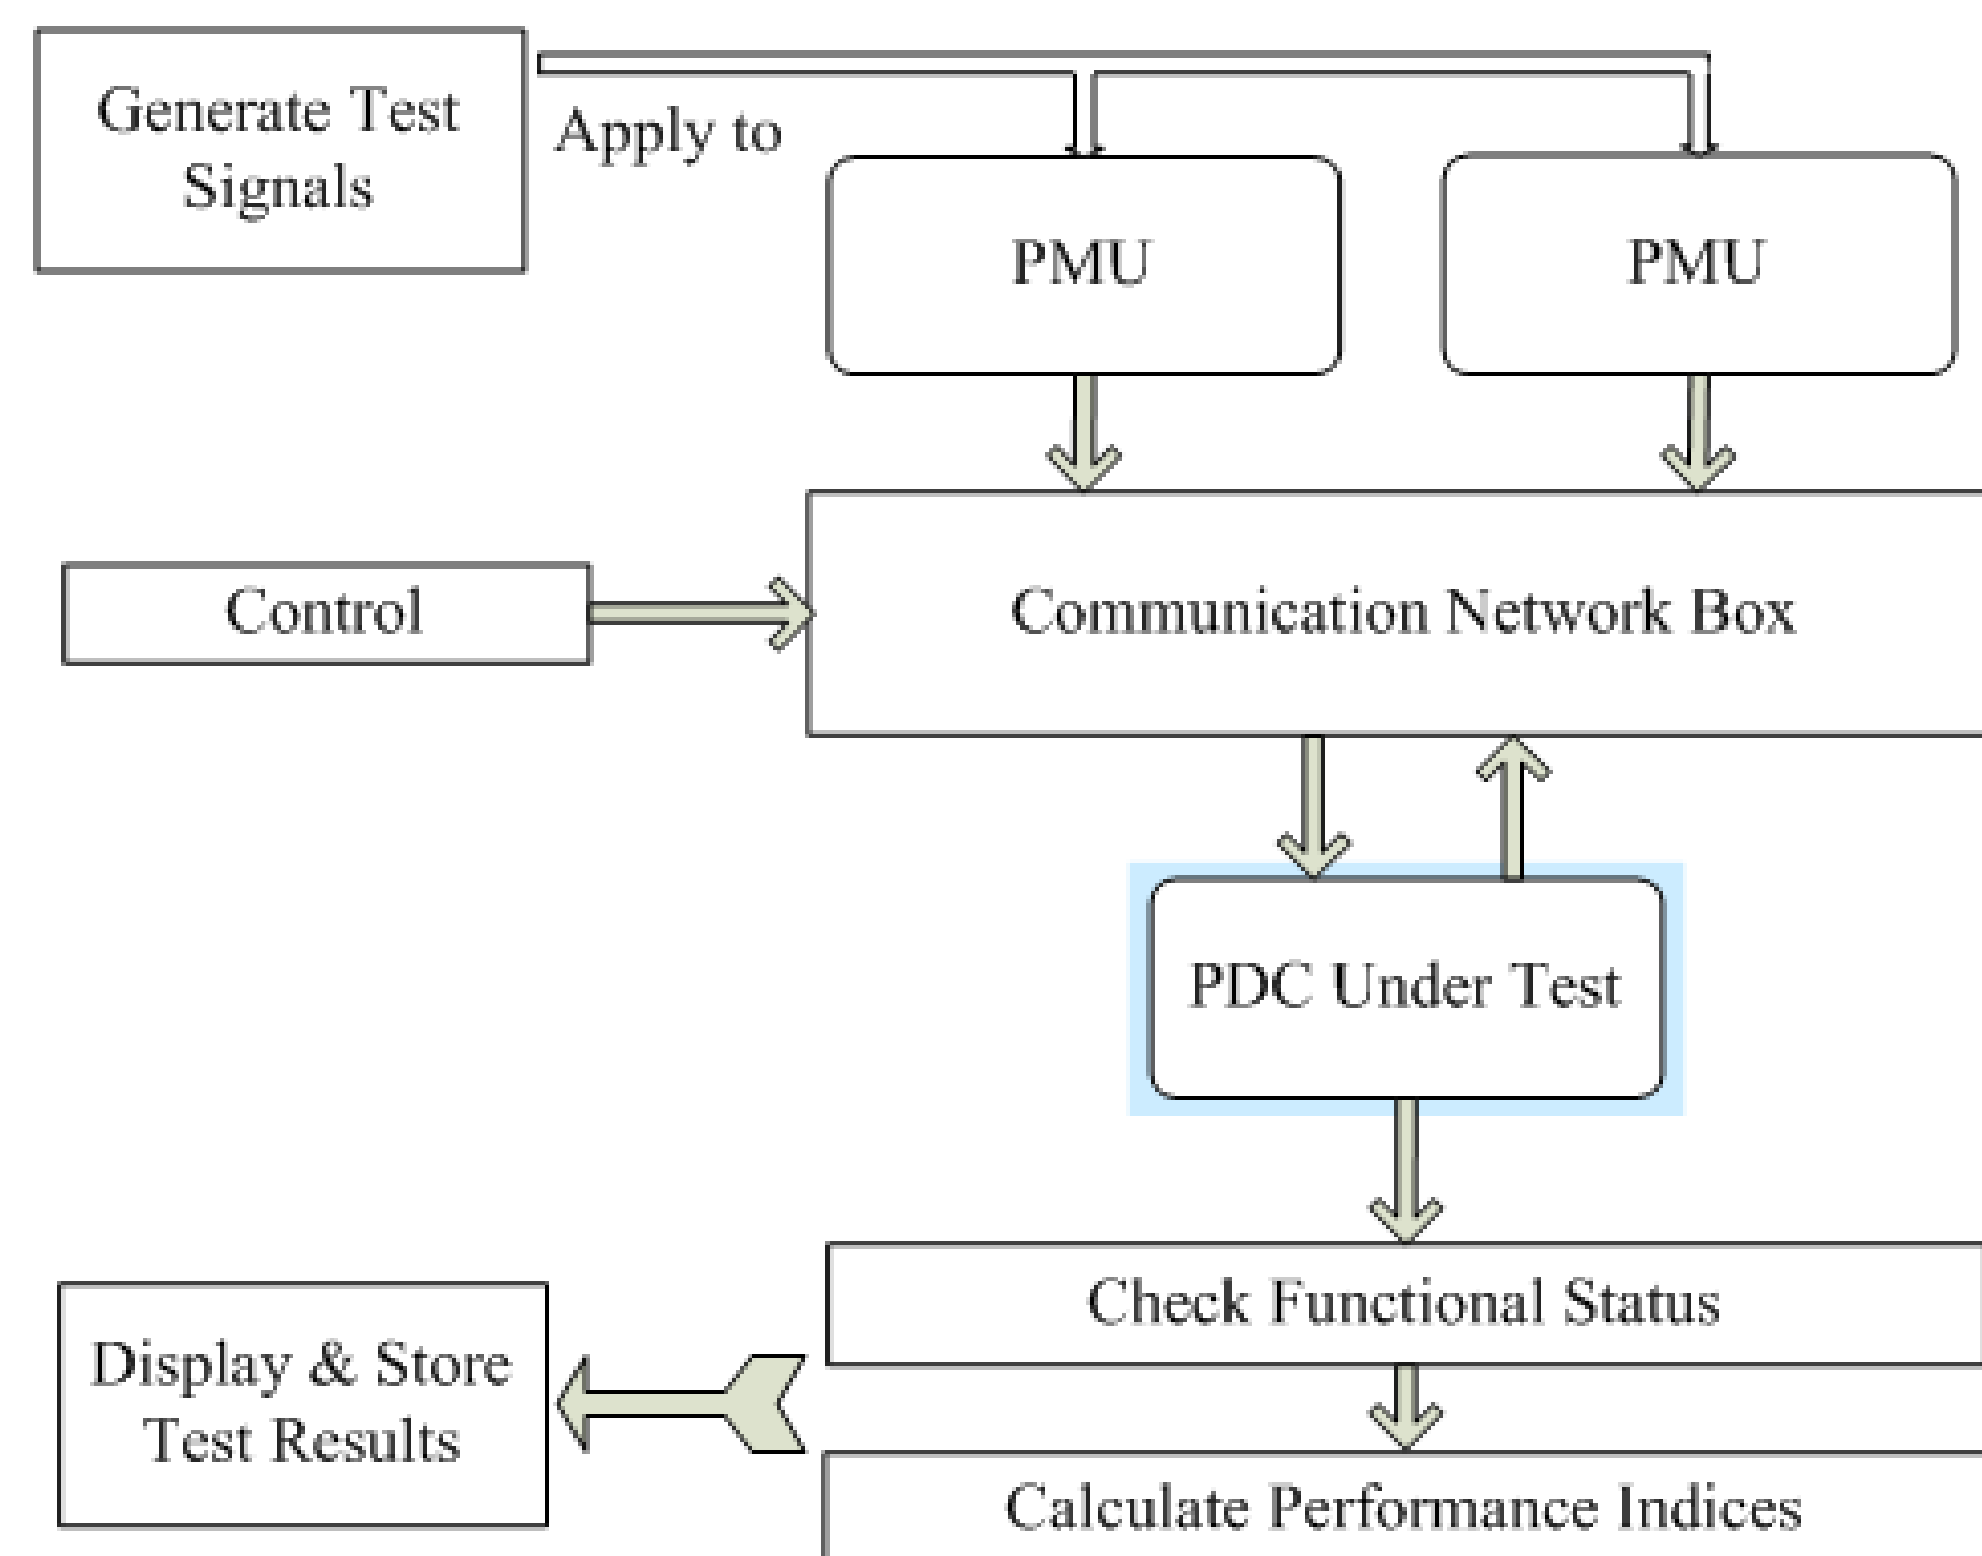 Generate Test
Signals
Apply to
PMU
PMU
Control
Communication Network Box
PDC Under Test
Check Functional Status
Display & Store
Test Results
Calculate Performance Indices